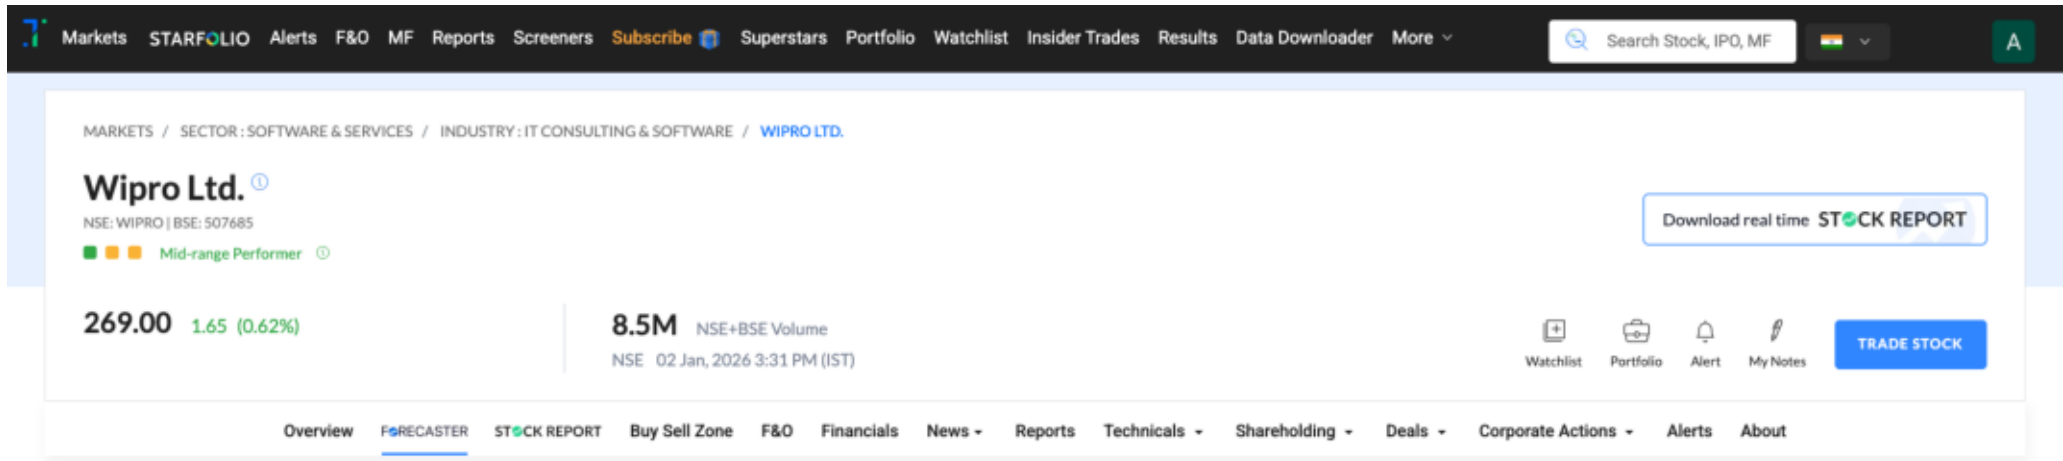 Markets STARFOLIO Alerts F&O MF Reports Screeners Subscribe Superstars Portfolio Watchlist Insider Trades Results Data Downloader More Search Stock, IPO, MF A
MARKETS / SECTOR : SOFTWARE & SERVICES / INDUSTRY : IT CONSULTING & SOFTWARE / WIPRO LTD.
Wipro Ltd.
NSE: WIPRO | BSE: 507685
Mid-range Performer
Download real time STOCK REPORT
269.00 1.65 (0.62%)
8.5M NSE+BSE Volume
NSE 02 Jan, 2026 3:31 PM (IST)
Watchlist Portfolio Alert My Notes TRADE STOCK
Overview FORECASTER STOCK REPORT Buy Sell Zone F&O Financials News Reports Technicals Shareholding Deals Corporate Actions Alerts About